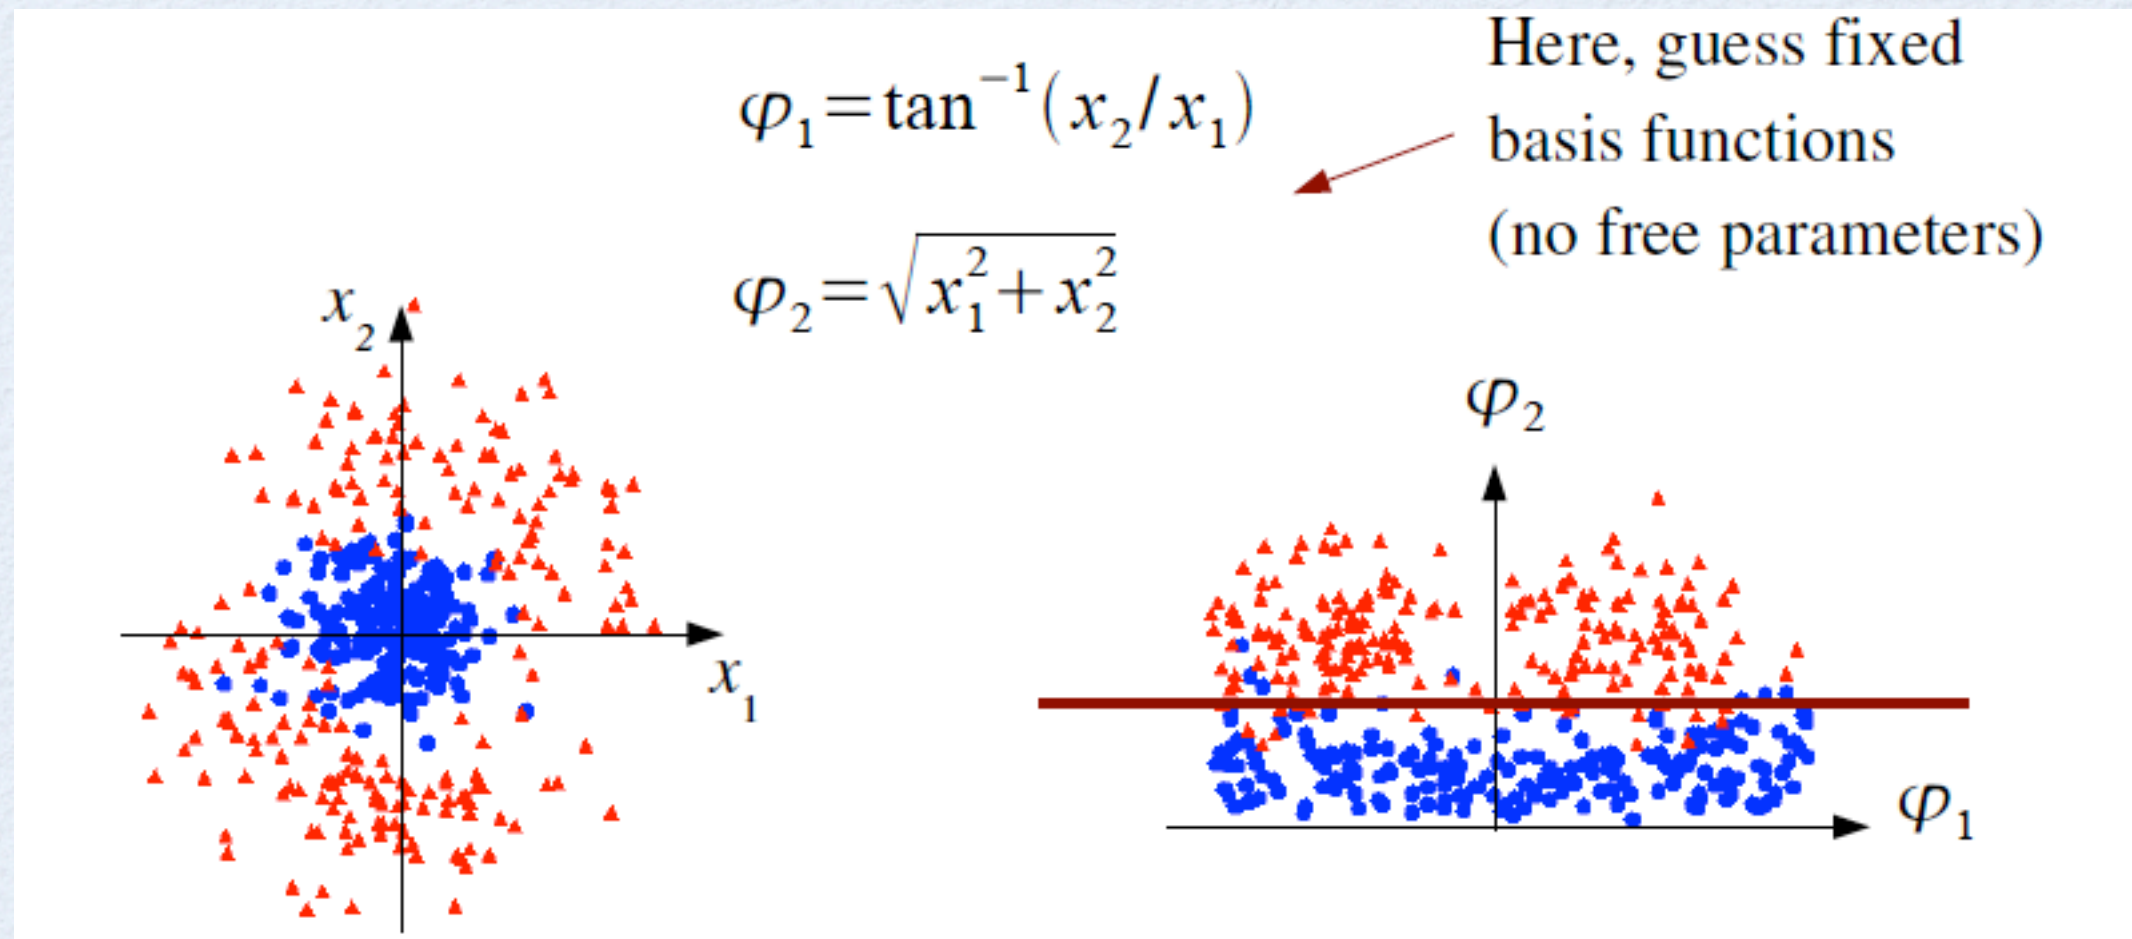 φ₁=tan⁻¹(x₂/x₁)
φ₂=√(x₁²+x₂²)
Here, guess fixed
basis functions
(no free parameters)
x₂
x₁
φ₂
φ₁